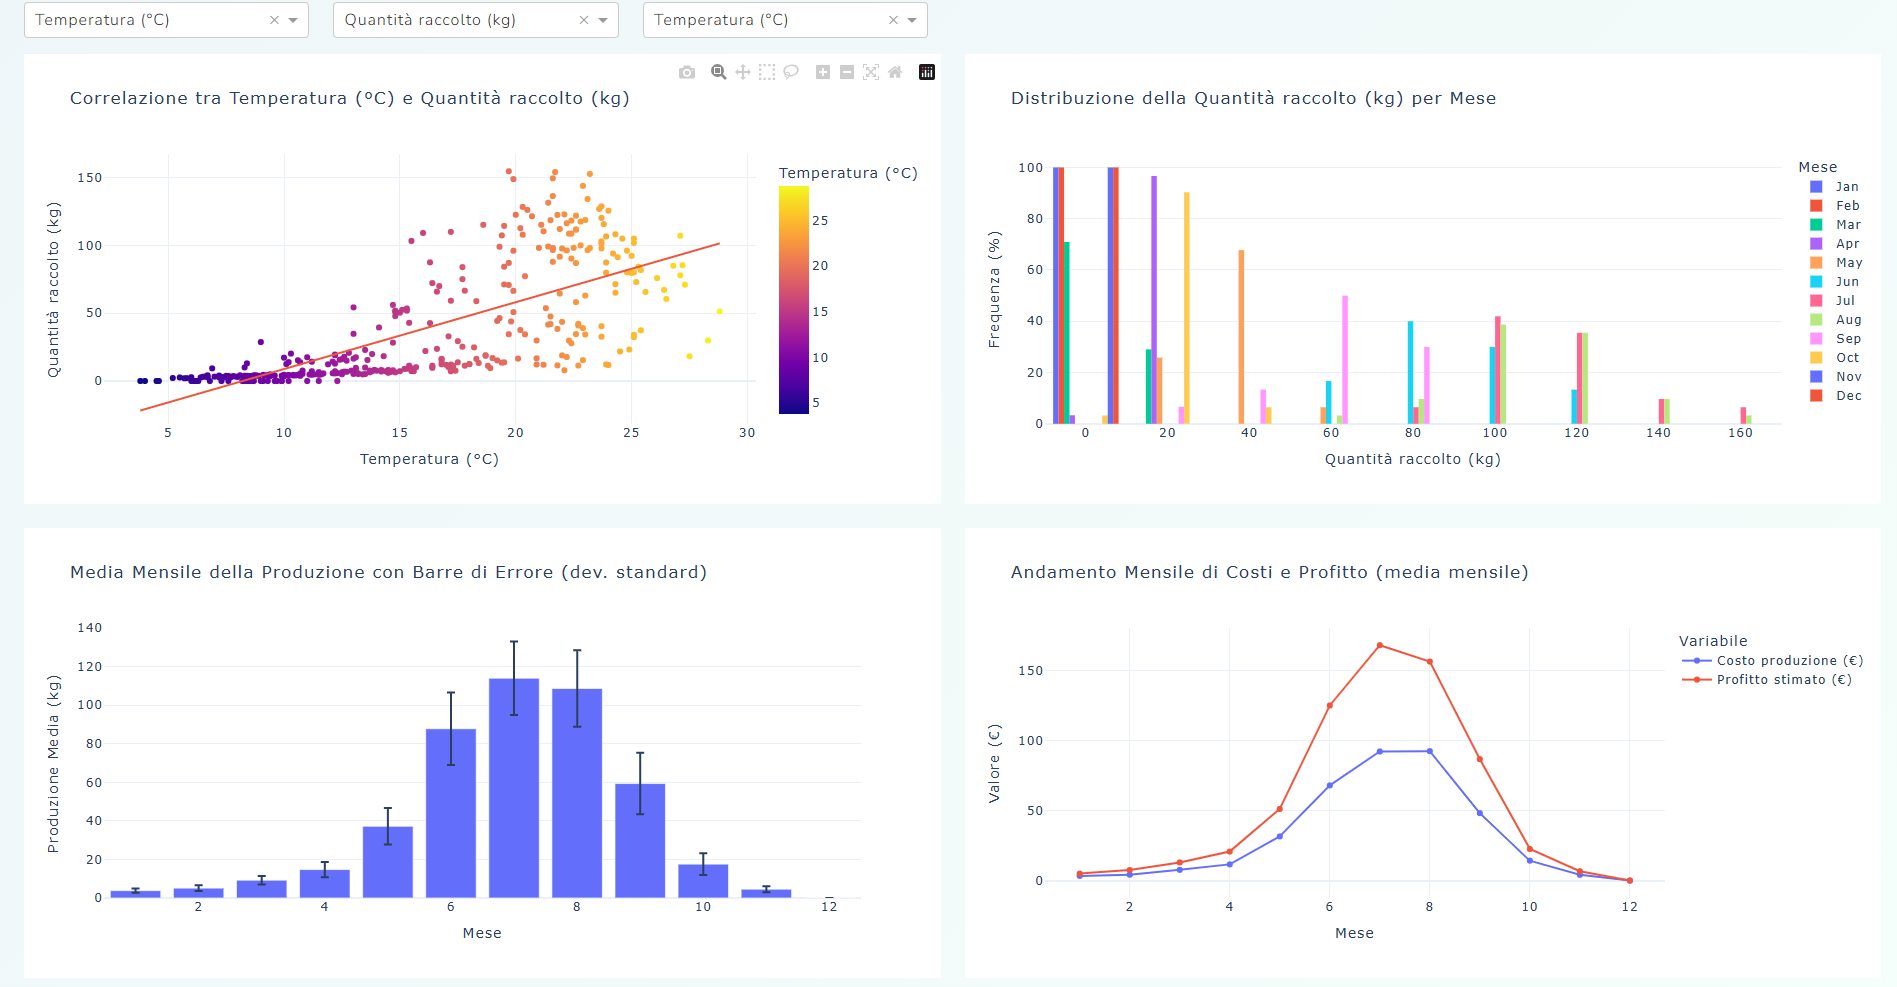 Temperatura (°C) × Quantità raccolto (kg) × Temperatura (°C) ×
Correlazione tra Temperatura (°C) e Quantità raccolto (kg)
Quantità raccolto (kg)
150
100
50
0
5 10 15 20 25 30
Temperatura (°C)
Temperatura (°C)
25
20
15
10
5
Distribuzione della Quantità raccolto (kg) per Mese
Frequenza (%)
100
80
60
40
20
0
0 20 40 60 80 100 120 140 160
Quantità raccolto (kg)
Mese
Jan
Feb
Mar
Apr
May
Jun
Jul
Aug
Sep
Oct
Nov
Dec
Media Mensile della Produzione con Barre di Errore (dev. standard)
Produzione Media (kg)
140
120
100
80
60
40
20
0
2 4 6 8 10 12
Mese
Andamento Mensile di Costi e Profitto (media mensile)
Valore (€)
150
100
50
0
2 4 6 8 10 12
Mese
Variabile
Costo produzione (€)
Profitto stimato (€)